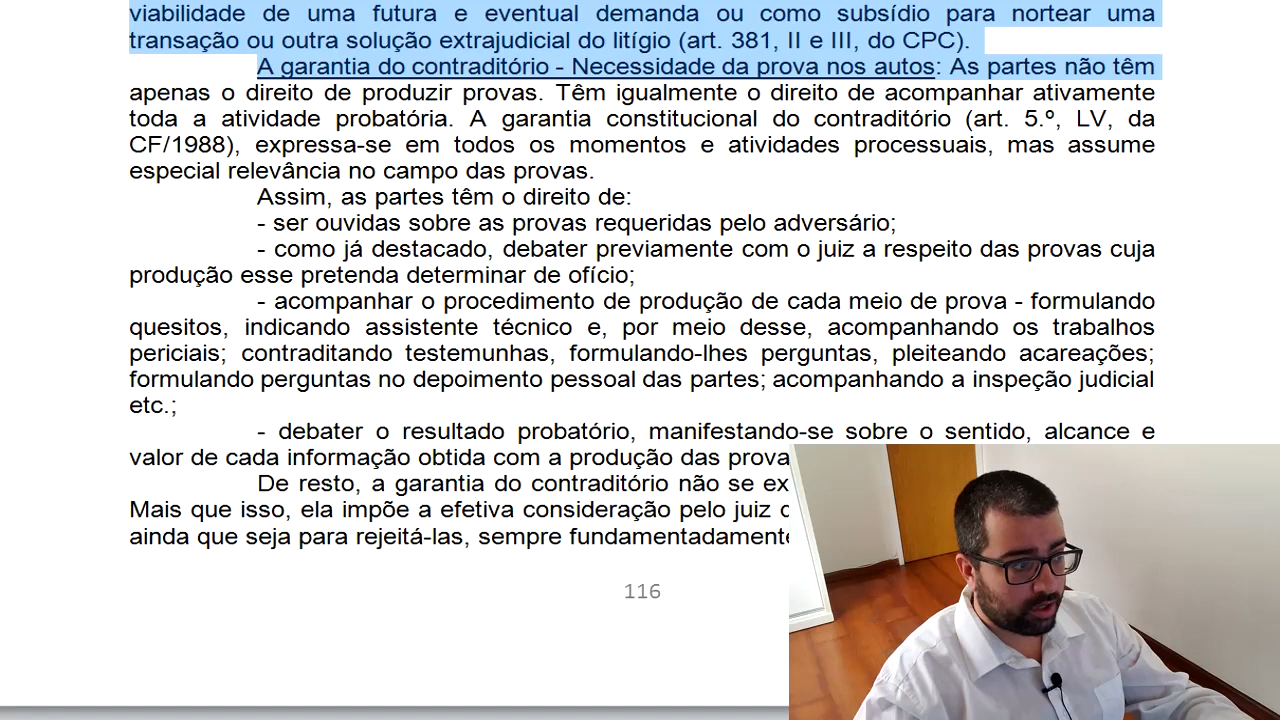 viabilidade de uma futura e eventual demanda ou como subsídio para nortear uma
transação ou outra solução extrajudicial do litígio (art. 381, II e III, do CPC).
A garantia do contraditório - Necessidade da prova nos autos: As partes não têm
apenas o direito de produzir provas. Têm igualmente o direito de acompanhar ativamente
toda a atividade probatória. A garantia constitucional do contraditório (art. 5.º, LV, da
CF/1988), expressa-se em todos os momentos e atividades processuais, mas assume
especial relevância no campo das provas.
Assim, as partes têm o direito de:
- ser ouvidas sobre as provas requeridas pelo adversário;
- como já destacado, debater previamente com o juiz a respeito das provas cuja
produção esse pretenda determinar de ofício;
- acompanhar o procedimento de produção de cada meio de prova - formulando
quesitos, indicando assistente técnico e, por meio desse, acompanhando os trabalhos
periciais; contraditando testemunhas, formulando-lhes perguntas, pleiteando acareações;
formulando perguntas no depoimento pessoal das partes; acompanhando a inspeção judicial
etc.;
- debater o resultado probatório, manifestando-se sobre o sentido, alcance e
valor de cada informação obtida com a produção das
De resto, a garantia do contraditório não se
Mais que isso, ela impõe a efetiva consideração pelo juiz
ainda que seja para rejeitá-las, sempre
116